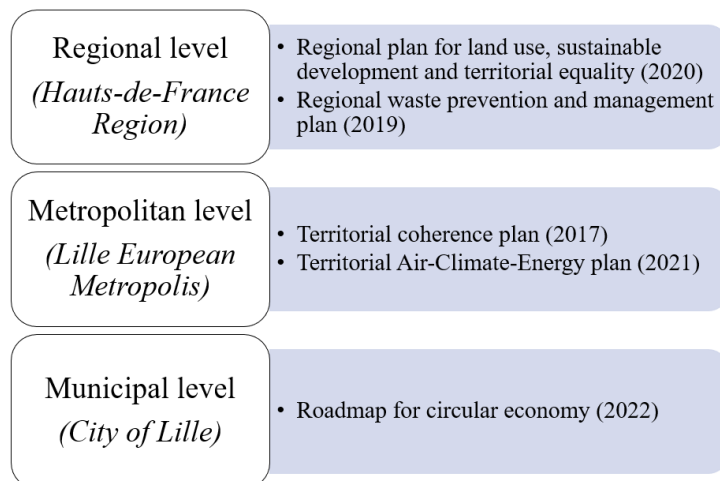 Regional level
(Hauts-de-France
Region)
• Regional plan for land use, sustainable
development and territorial equality (2020)
• Regional waste prevention and management
plan (2019)
Metropolitan level
(Lille European
Metropolis)
• Territorial coherence plan (2017)
• Territorial Air-Climate-Energy plan (2021)
Municipal level
(City of Lille)
• Roadmap for circular economy (2022)